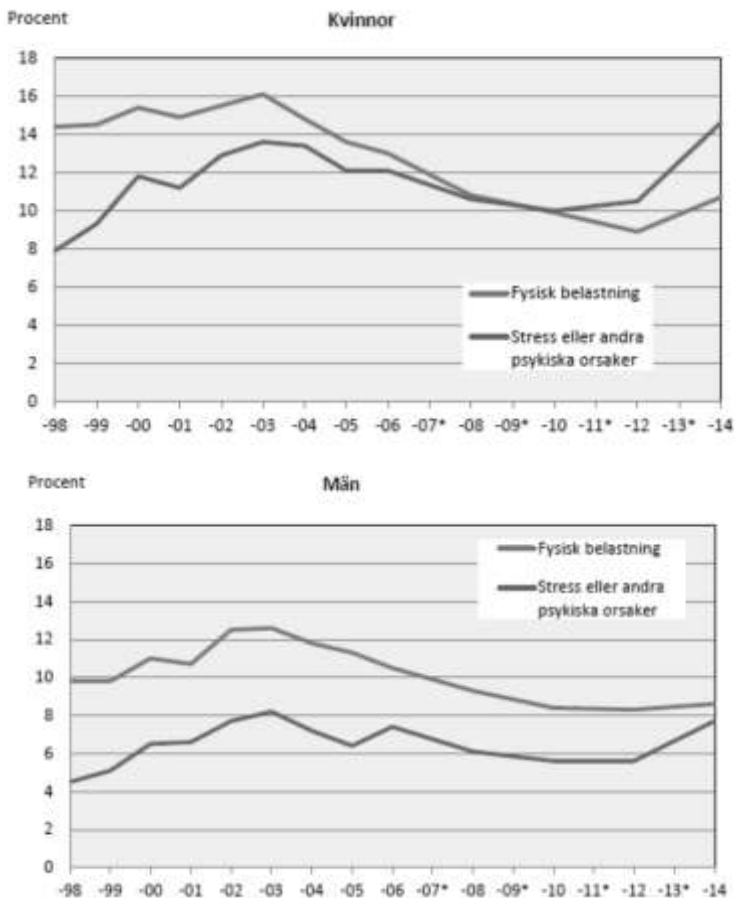 Procent
Kvinnor
18
16
14
12
10
8
6
4
2
0
Fysisk belastning
Stress eller andra
psykiska orsaker
-98 -99 -00 -01 -02 -03 -04 -05 -06 -07* -08 -09* -10 -11* -12 -13* -14
Procent
Män
18
16
14
12
10
8
6
4
2
0
Fysisk belastning
Stress eller andra
psykiska orsaker
-98 -99 -00 -01 -02 -03 -04 -05 -06 -07* -08 -09* -10 -11* -12 -13* -14